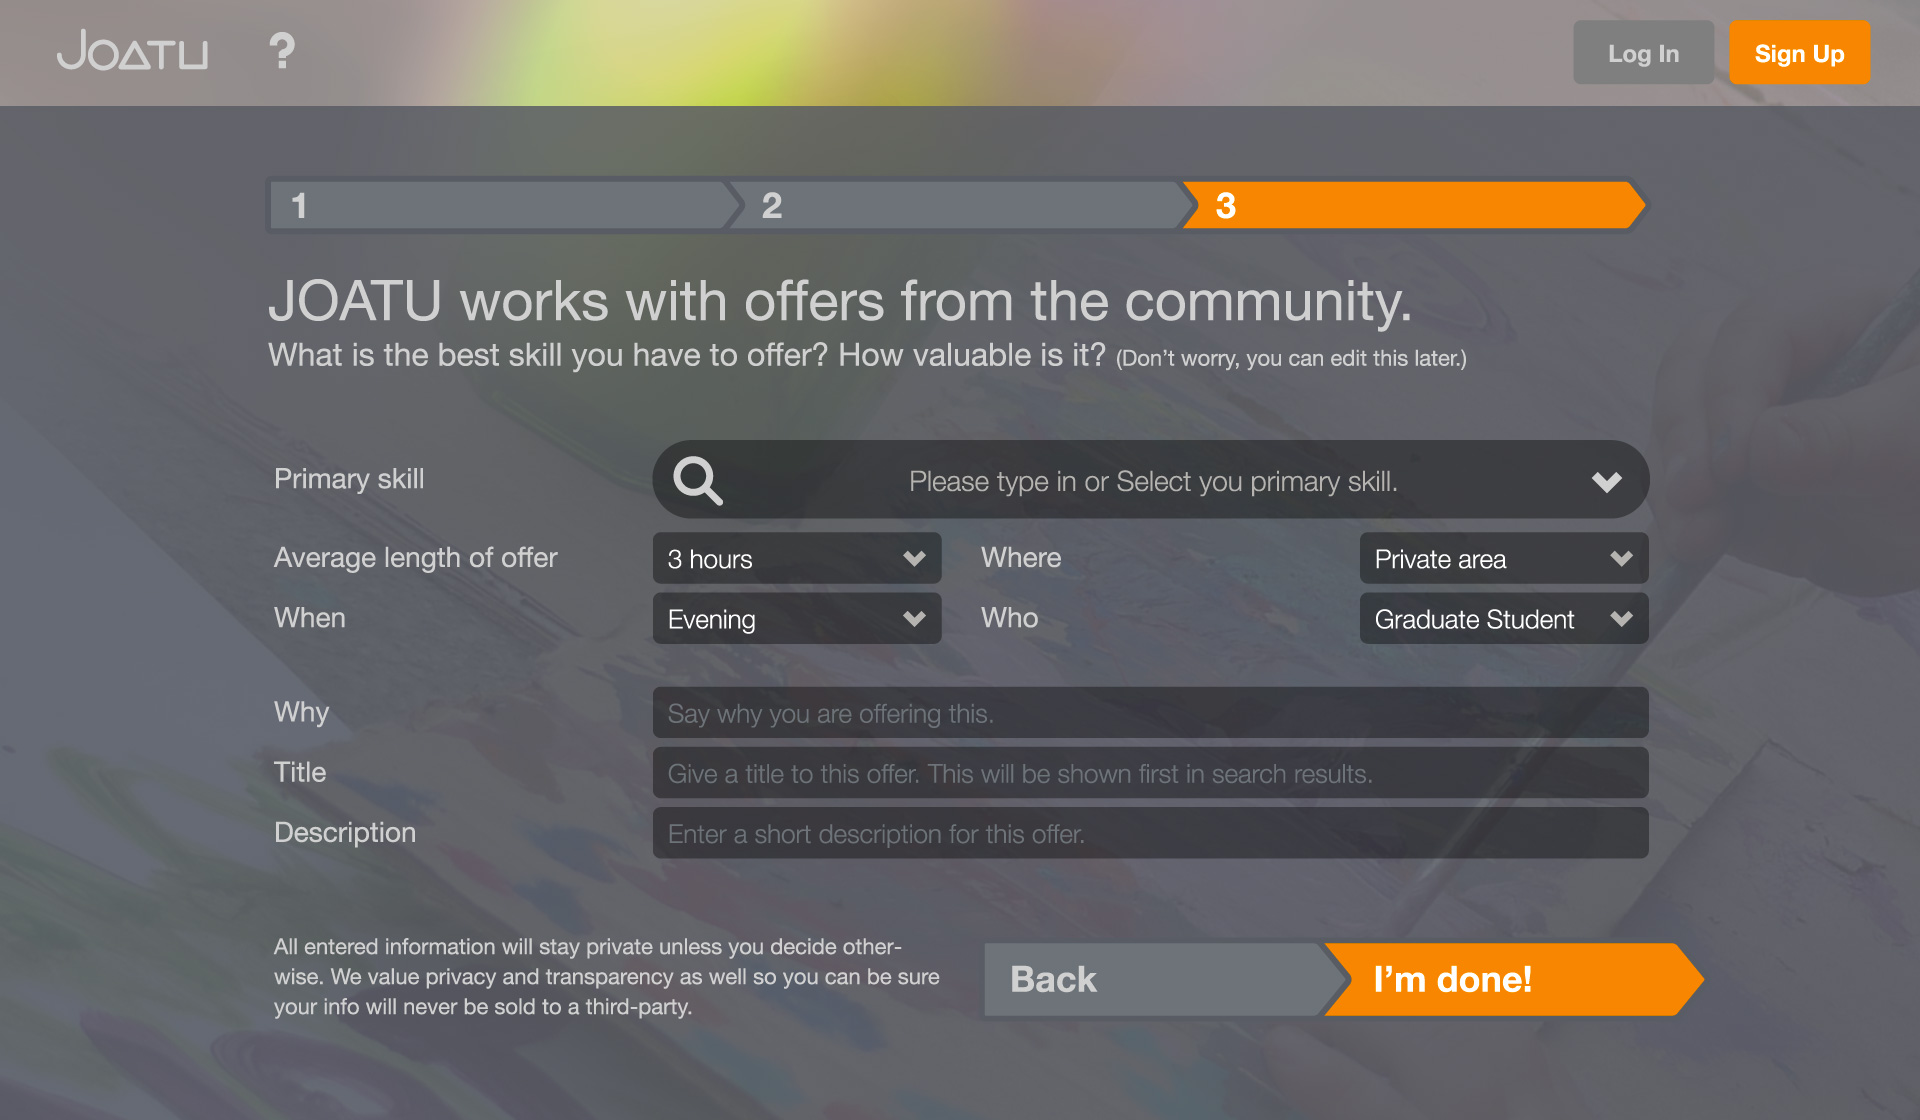 JOATU ? Log In Sign Up
1 2 3
JOATU works with offers from the community.
What is the best skill you have to offer? How valuable is it? (Don't worry, you can edit this later.)
Primary skill Please type in or Select you primary skill.
Average length of offer 3 hours Where Private area
When Evening Who Graduate Student
Why Say why you are offering this.
Title Give a title to this offer. This will be shown first in search results.
Description Enter a short description for this offer.
All entered information will stay private unless you decide other-
wise. We value privacy and transparency as well so you can be sure
your info will never be sold to a third-party.
Back I'm done!